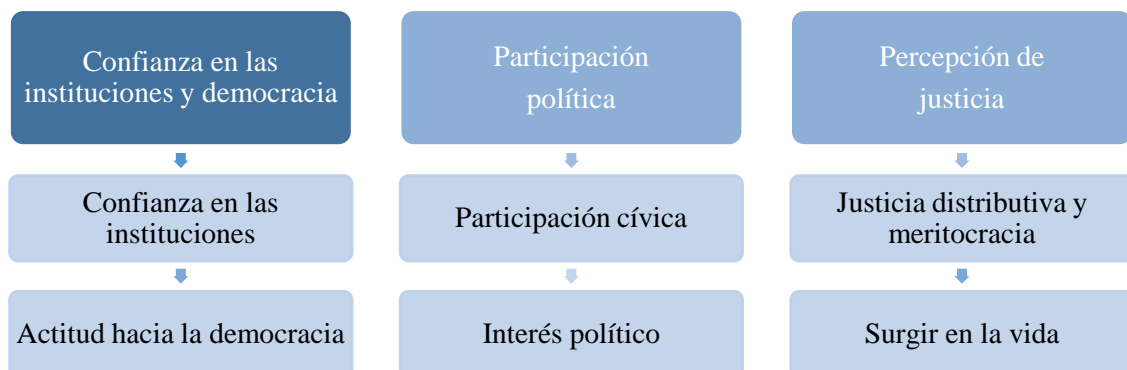 Confianza en las
instituciones y democracia
Confianza en las
instituciones
Actitud hacia la democracia
Participación
política
Participación cívica
Interés político
Percepción de
justicia
Justicia distributiva y
meritocracia
Surgir en la vida